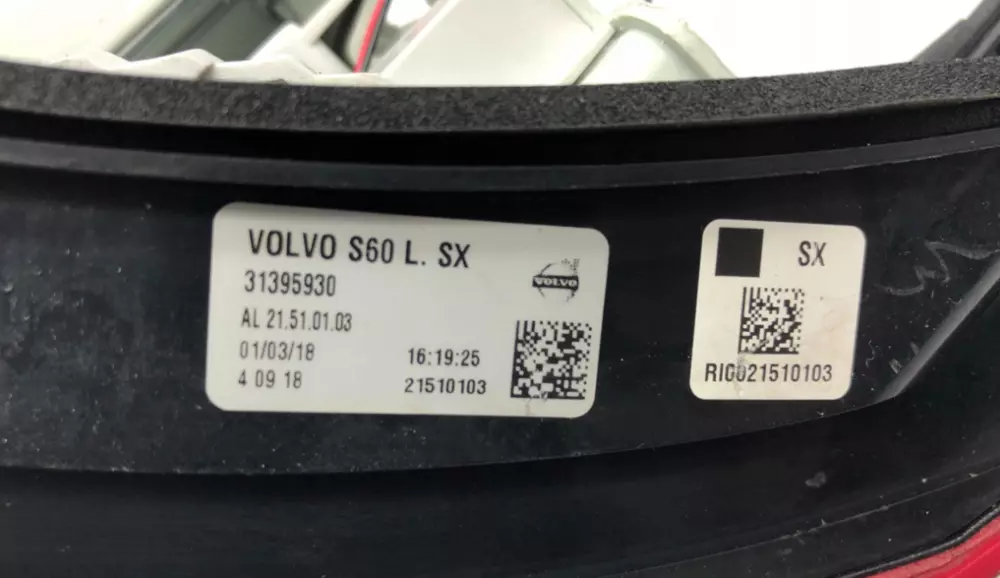 VOLVO S60 L. SX
31395930
VOLVO
AL 21.51.01.03
01/03/18 16:19:25
4 09 18 21510103
SX
RIC021510103